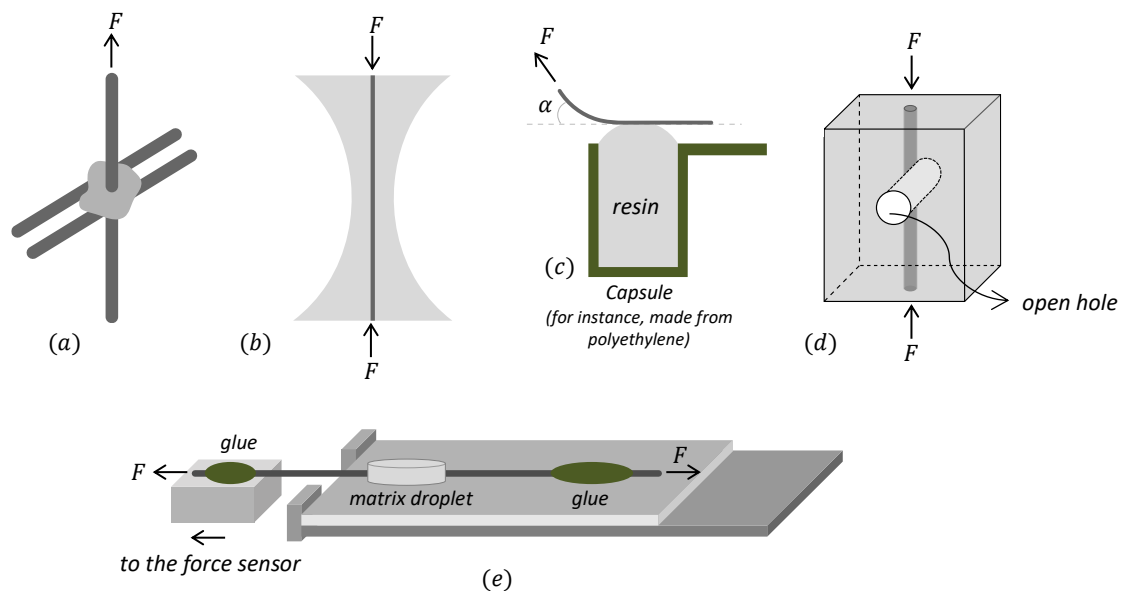 F
F
F
F
α
resin
(c)
Capsule
(for instance, made from
polyethylene)
open hole
(a)
(b)
F
(d)
F
glue
F
F
matrix droplet
glue
to the force sensor
(e)